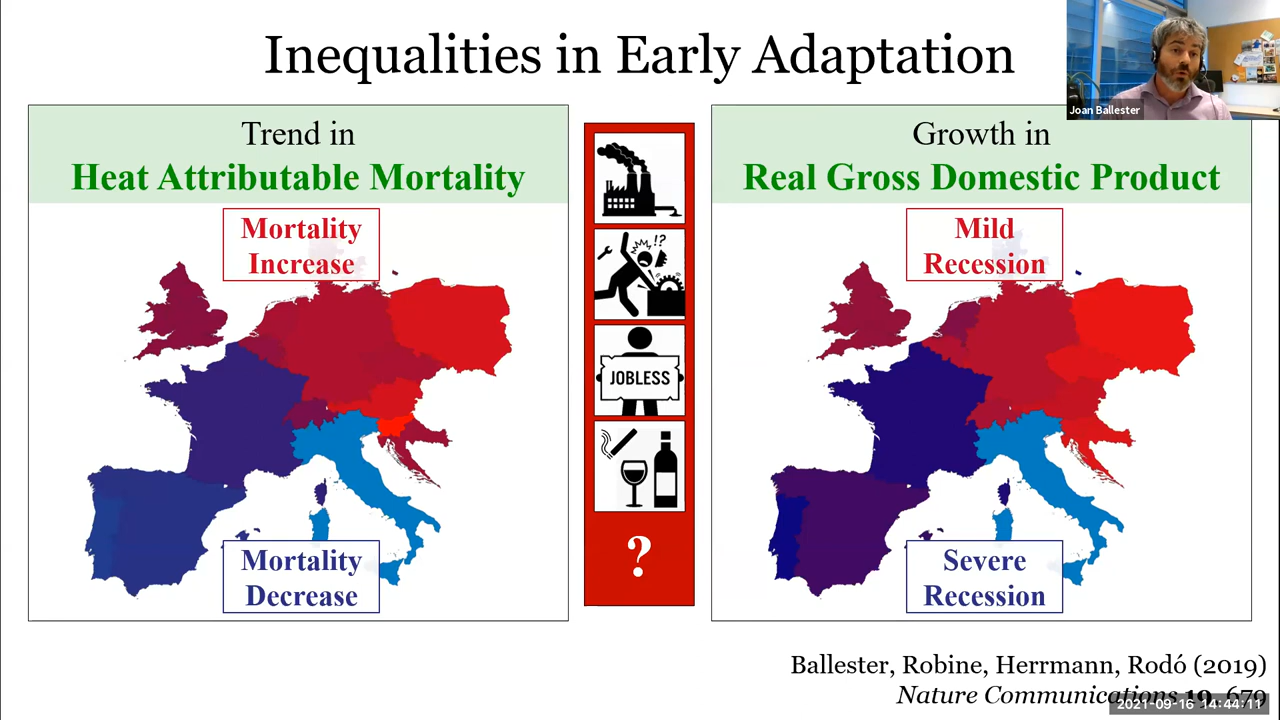 Inequalities in Early Adaptation
Joan Ballester
Trend in
Heat Attributable Mortality
Mortality
Increase
Mortality
Decrease
!?
JOBLESS
?
Growth in
Real Gross Domestic Product
Mild
Recession
Severe
Recession
Ballester, Robine, Herrmann, Rodó (2019)
Nature Communications 19, 679
2021-09-16 14:44:11